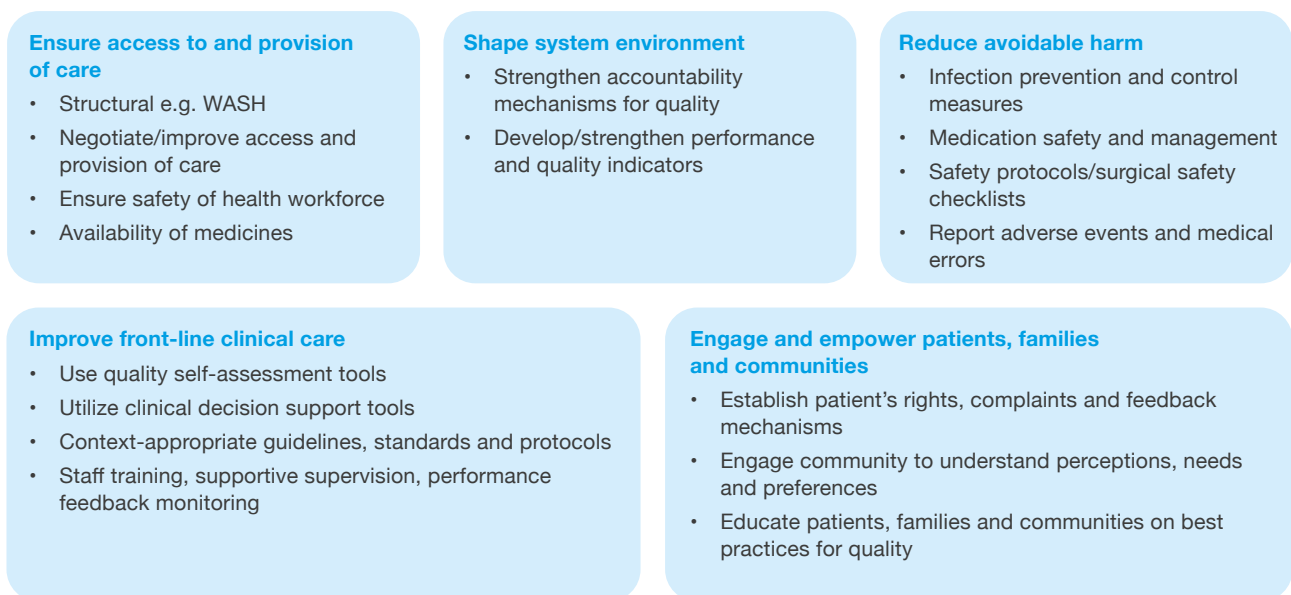 Ensure access to and provision
of care
• Structural e.g. WASH
• Negotiate/improve access and
provision of care
• Ensure safety of health workforce
• Availability of medicines
Shape system environment
• Strengthen accountability
mechanisms for quality
• Develop/strengthen performance
and quality indicators
Reduce avoidable harm
• Infection prevention and control
measures
• Medication safety and management
• Safety protocols/surgical safety
checklists
• Report adverse events and medical
errors
Improve front-line clinical care
• Use quality self-assessment tools
• Utilize clinical decision support tools
• Context-appropriate guidelines, standards and protocols
• Staff training, supportive supervision, performance
feedback monitoring
Engage and empower patients, families
and communities
• Establish patient’s rights, complaints and feedback
mechanisms
• Engage community to understand perceptions, needs
and preferences
• Educate patients, families and communities on best
practices for quality